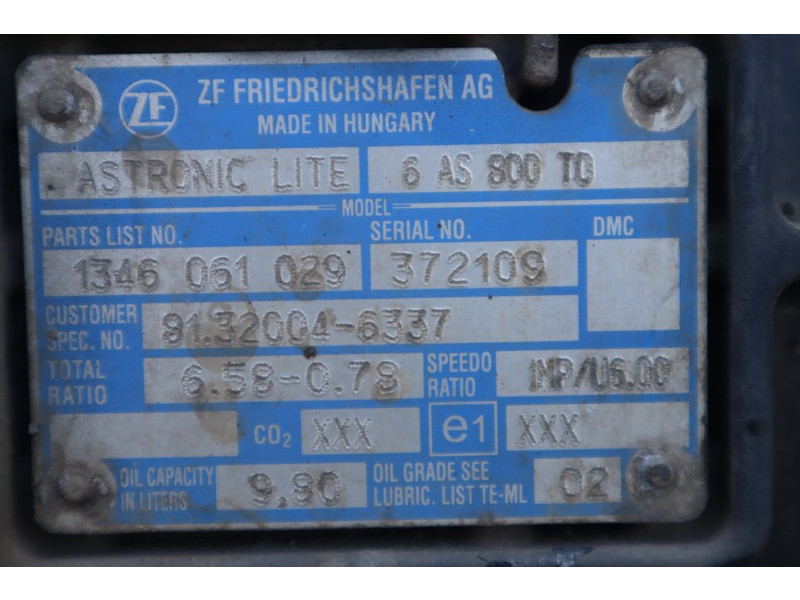 ZF
ZF FRIEDRICHSHAFEN AG
MADE IN HUNGARY
ASTRONIC LITE
6 AS 800 TO
MODEL
PARTS LIST NO.
SERIAL NO.
DMC
1346 061 029
372109
CUSTOMER
SPEC. NO.
81.32004-6337
TOTAL
RATIO
6.58-0.78
SPEEDO
RATIO
IMP/U6.00
CO2
XXX
e1
XXX
OIL CAPACITY
IN LITERS
9,80
OIL GRADE SEE
LUBRIC. LIST TE-ML
02